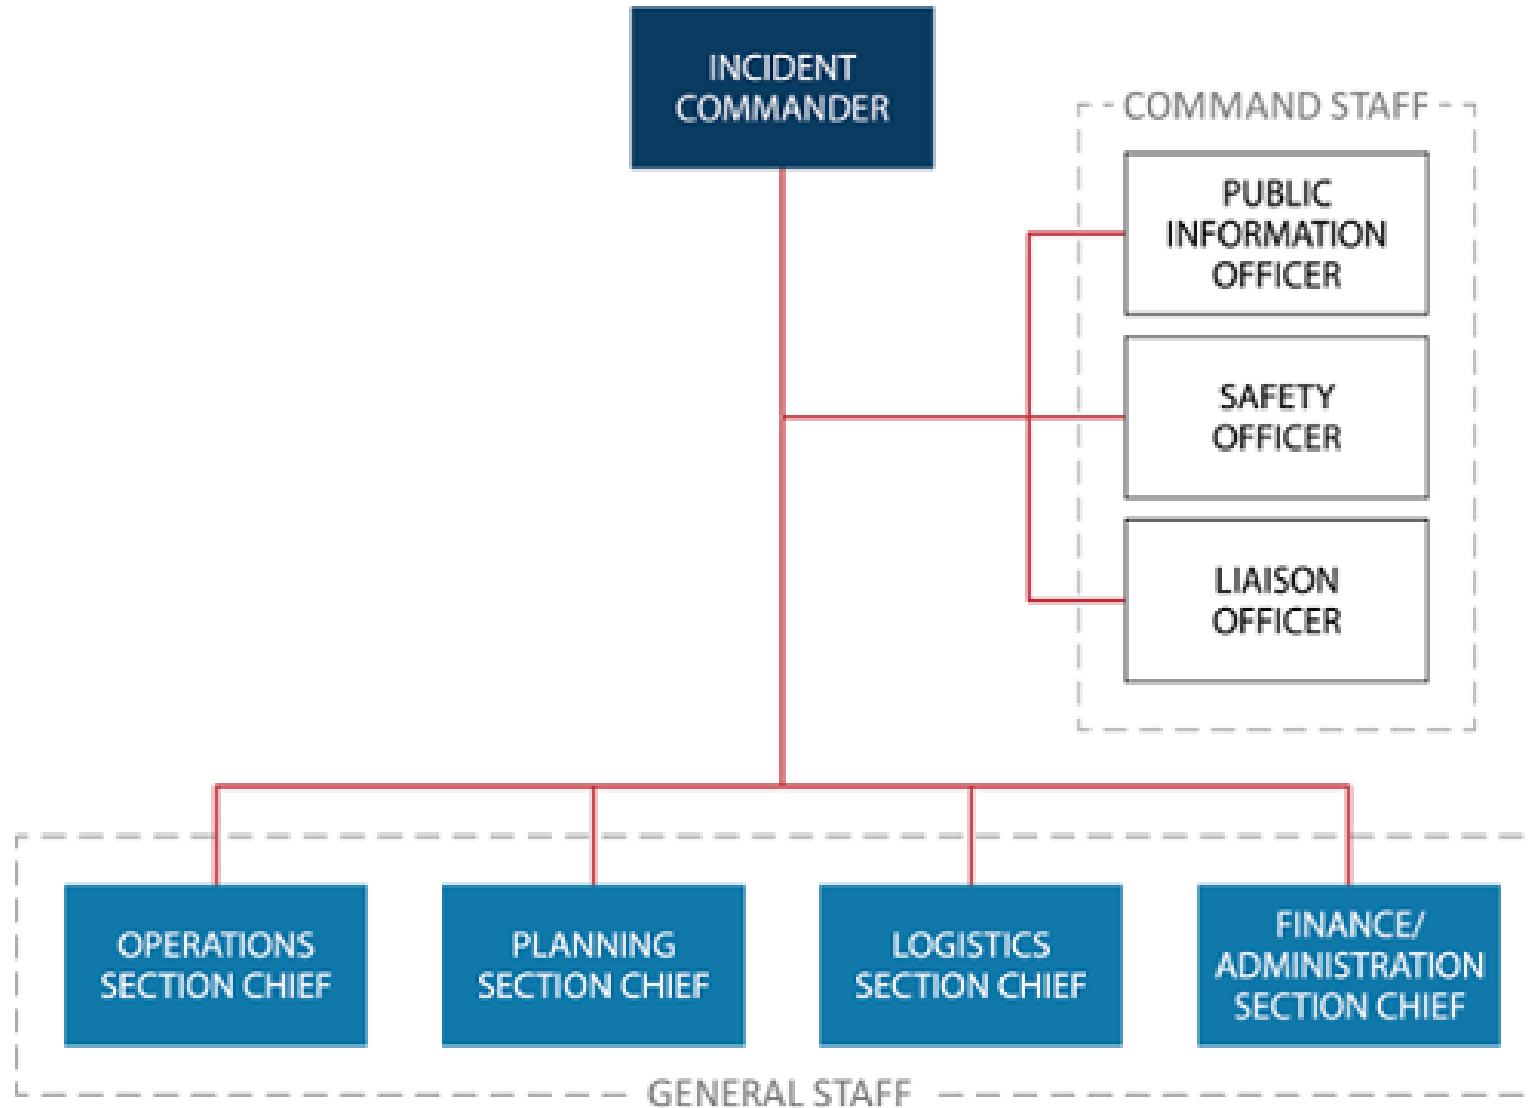 INCIDENT
COMMANDER
COMMAND STAFF
PUBLIC
INFORMATION
OFFICER
SAFETY
OFFICER
LIAISON
OFFICER
OPERATIONS
SECTION CHIEF
PLANNING
SECTION CHIEF
LOGISTICS
SECTION CHIEF
FINANCE/
ADMINISTRATION
SECTION CHIEF
GENERAL STAFF